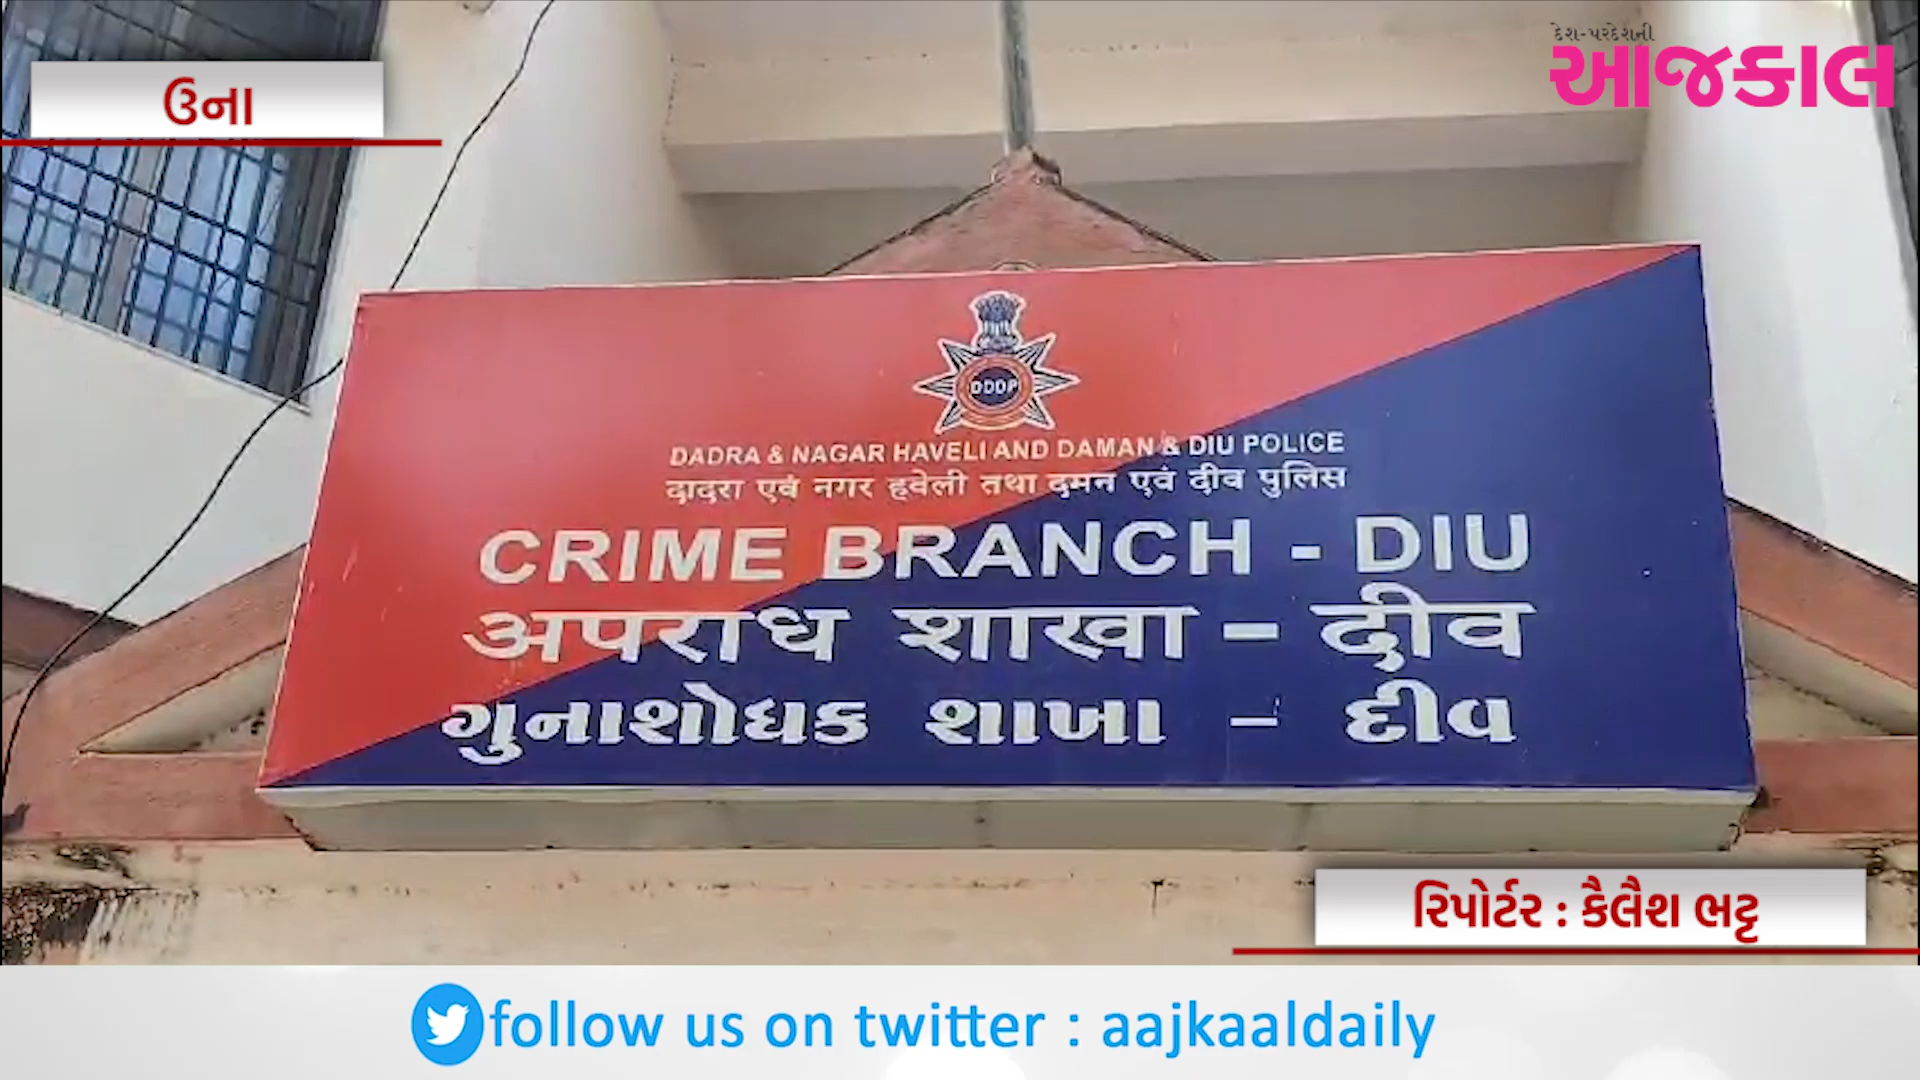 દેશ-પરદેશની
આજકાલ
ઉના
DDDP
DADRA & NAGAR HAVELI AND DAMAN & DIU POLICE
दादरा एवं नगर हवेली तथा दमन एवं दीव पुलिस
CRIME BRANCH - DIU
अपराध शाखा - दीव
ગુનાશોધક શાખા - દીવ
રિપોર્ટર : કૈલૈશ ભટ્ટ
follow us on twitter : aajkaaldaily